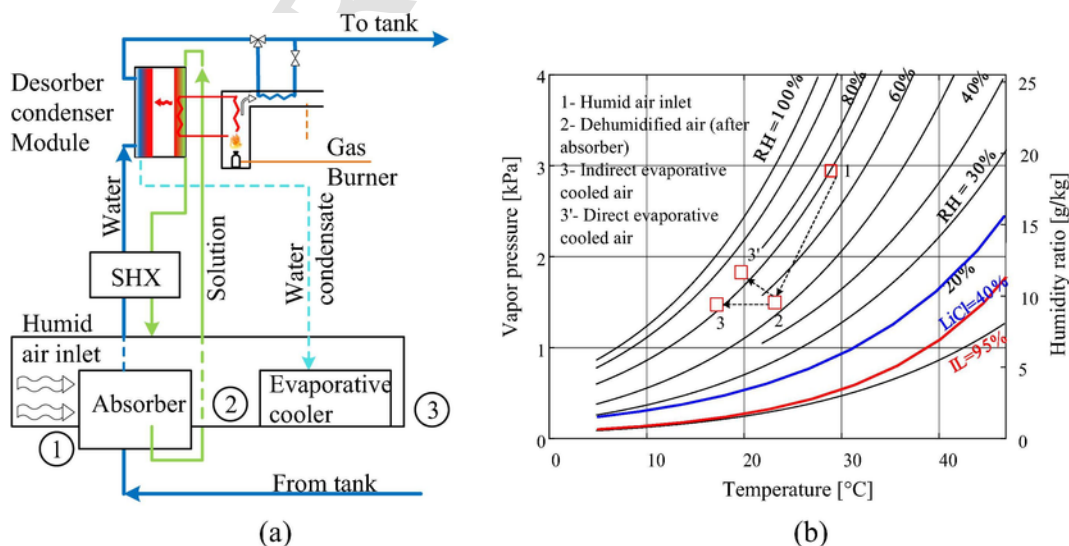 To tank
Desorber
condenser
Module
Gas
Burner
Water
Solution
Water
condensate
SHX
Humid
air inlet
Absorber
Evaporative
cooler
1
2
3
From tank
(a)
Vapor pressure [kPa]
4
3
2
1
0
1- Humid air inlet
2- Dehumidified air (after
absorber)
3- Indirect evaporative
cooled air
3'- Direct evaporative
cooled air
RH=100%
80%
60%
40%
RH=30%
20%
LiCl=40%
IL=95%
1
2
3
3'
25
20
15
10
5
0
Humidity ratio [g/kg]
0
10
20
30
40
Temperature [°C]
(b)